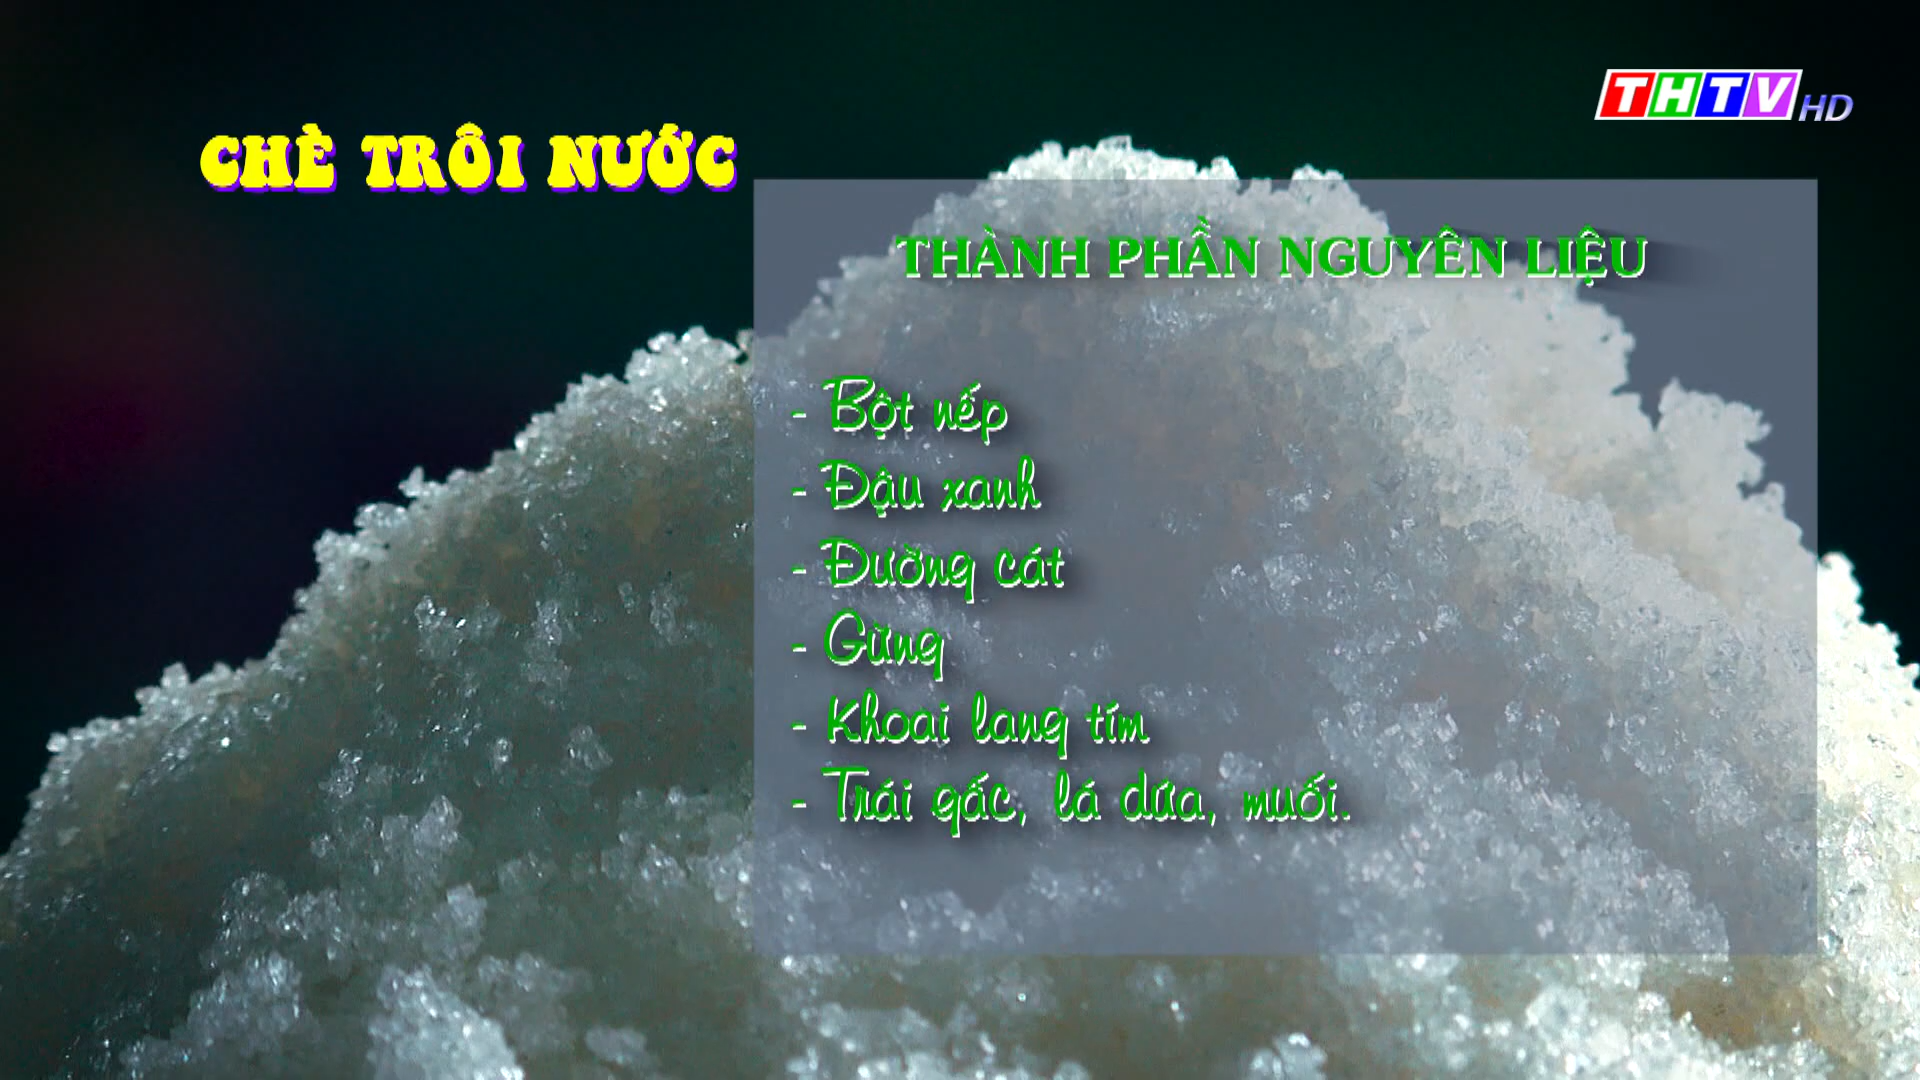 THTV HD
CHÈ TRÔI NƯỚC
THÀNH PHẦN NGUYÊN LIỆU
- Bột nếp
- Đậu xanh
- Đường cát
- Gừng
- Khoai lang tím
- Trái gấc, lá dứa, muối.